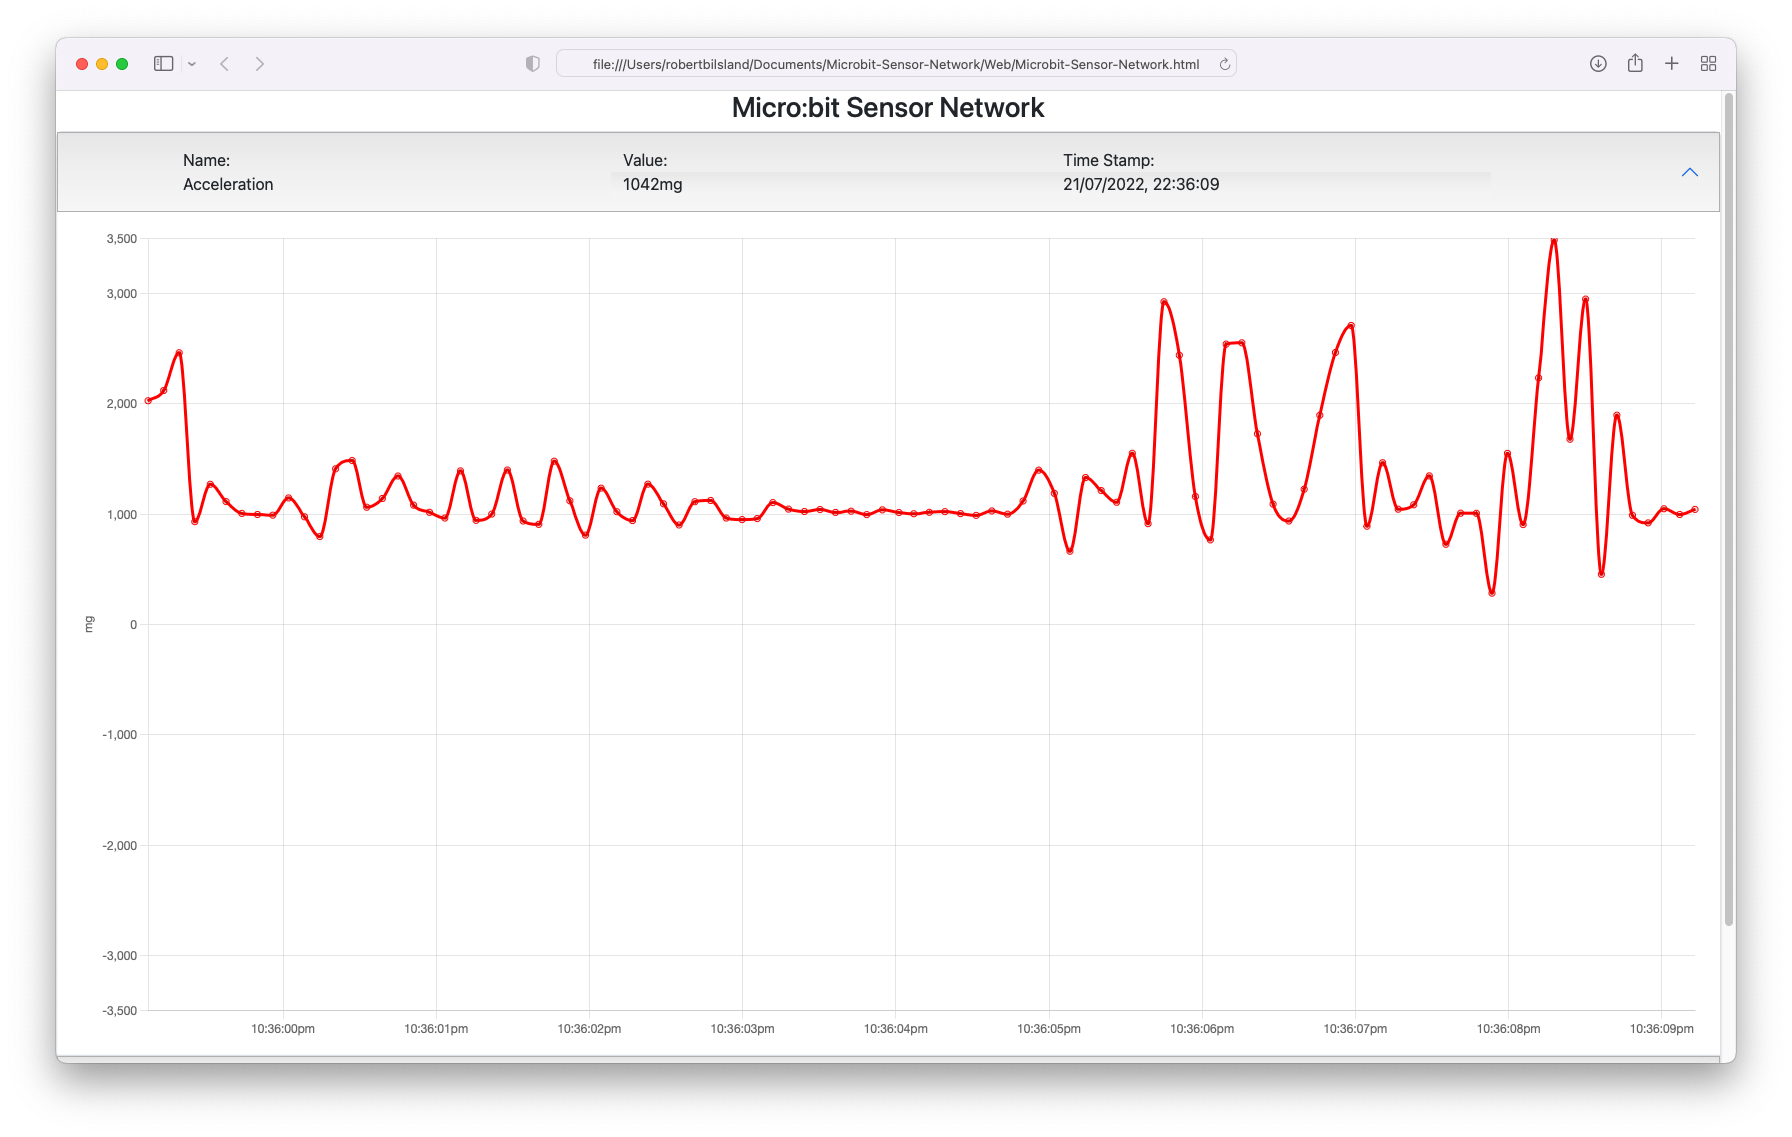 file:///Users/robertbilsland/Documents/Microbit-Sensor-Network/Web/Microbit-Sensor-Network.html
Micro:bit Sensor Network
Name: Value: Time Stamp:
Acceleration 1042mg 21/07/2022, 22:36:09
3,500
3,000
2,000
1,000
mg
0
-1,000
-2,000
-3,000
-3,500
10:36:00pm 10:36:01pm 10:36:02pm 10:36:03pm 10:36:04pm 10:36:05pm 10:36:06pm 10:36:07pm 10:36:08pm 10:36:09pm